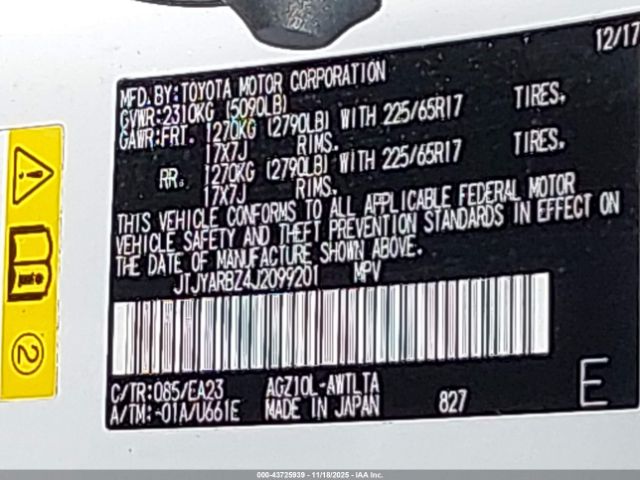 12/17
MFD.BY:TOYOTA MOTOR CORPORATION
GVWR:2310KG (5090LB)
GAWR:FRT. 1270KG (2790LB) WITH 225/65R17 TIRES,
17X7J RIMS.
RR. 1270KG (2790LB) WITH 225/65R17 TIRES,
17X7J RIMS.
THIS VEHICLE CONFORMS TO ALL APPLICABLE FEDERAL MOTOR
VEHICLE SAFETY AND THEFT PREVENTION STANDARDS IN EFFECT ON
THE DATE OF MANUFACTURE SHOWN ABOVE.
JTJYARBZ4J2099201 MPV
C/TR:085/EA23 AGZ10L-AWTLTA
A/TM:-01A/U661E MADE IN JAPAN 827 E
2
000-43725939 - 11/18/2025 - IAA Inc.